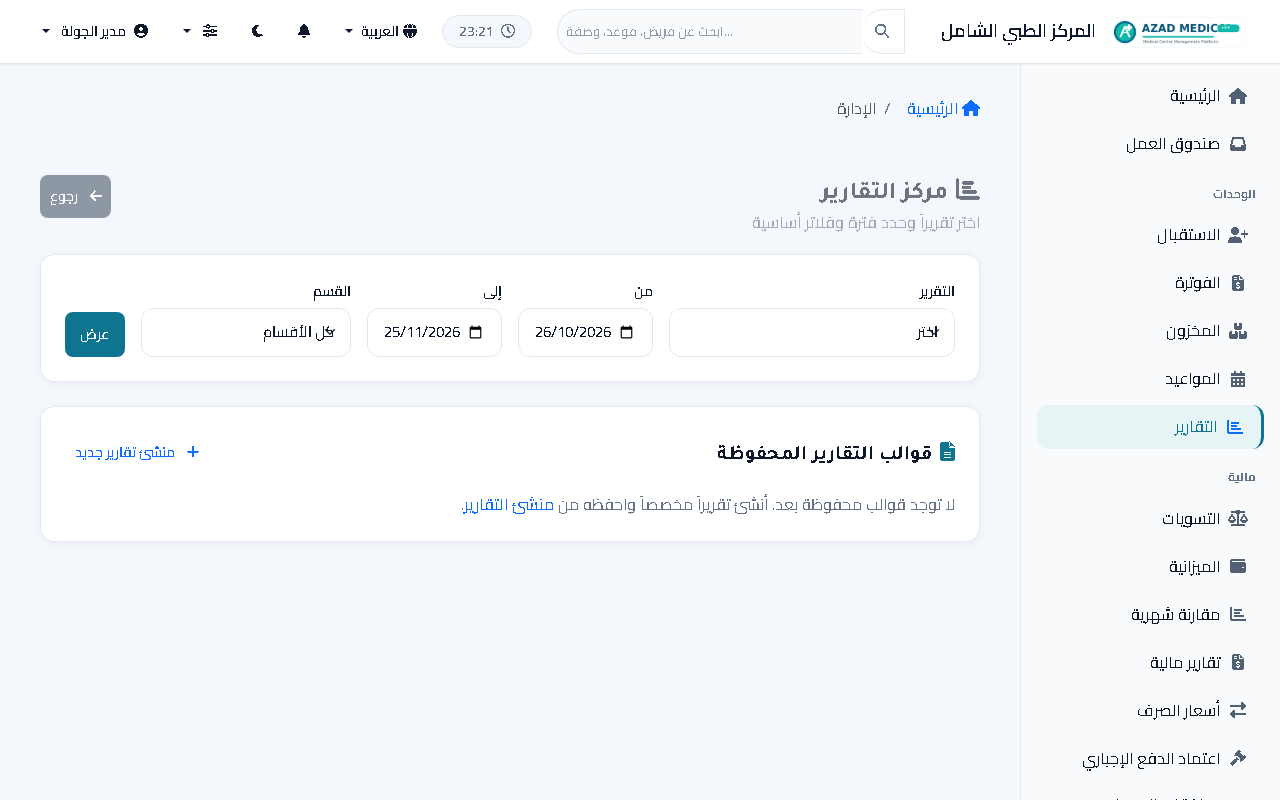 AZAD MEDIC
Medical Center Management Platform
المركز الطبي الشامل
ابحث عن مريض، موعد، وصفة...
23:21
العربية
مدير الجولة
الرئيسية
صندوق العمل
الوحدات
الاستقبال
الفوترة
المخزون
المواعيد
التقارير
مالية
التسويات
الميزانية
مقارنة شهرية
تقارير مالية
أسعار الصرف
اعتماد الدفع الإجباري
الرئيسية / الإدارة
مركز التقارير
رجوع
اختر تقريراً وحدد فترة وفلاتر أساسية
التقرير
من
إلى
القسم
اختر
26/10/2026
25/11/2026
كل الأقسام
عرض
قوالب التقارير المحفوظة
منشئ تقارير جديد
لا توجد قوالب محفوظة بعد. أنشئ تقريراً مخصصاً واحفظه من منشئ التقارير.